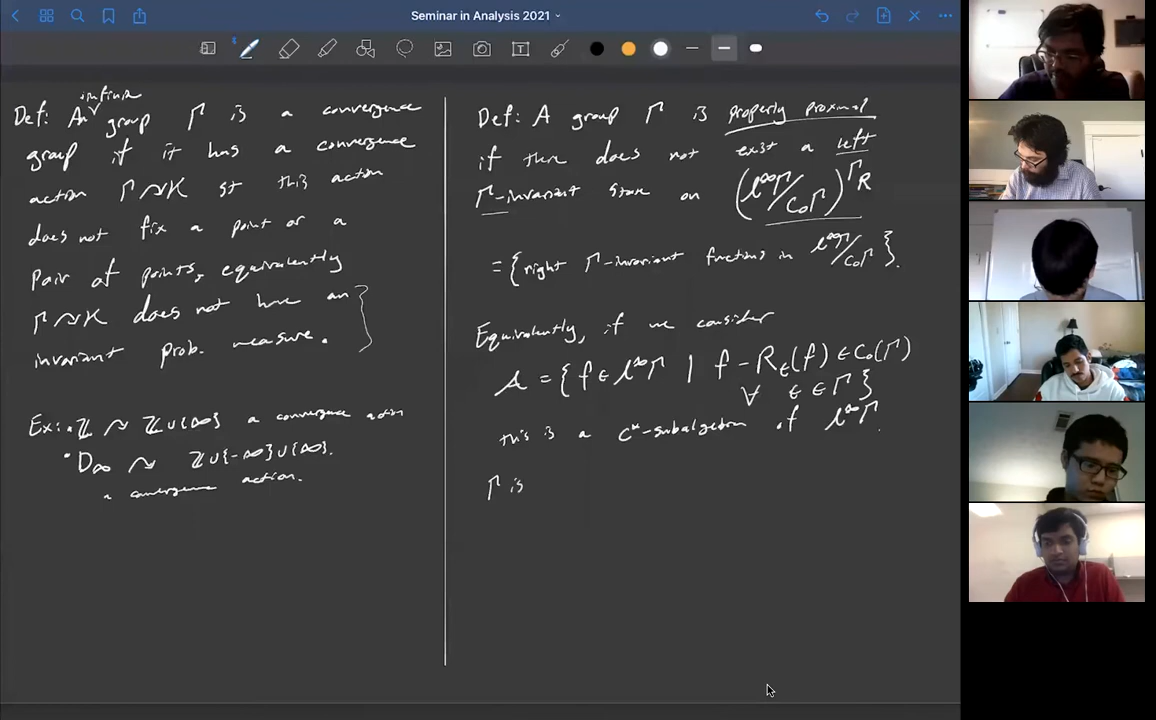 Seminar in Analysis 2021
infinite
Def: An group Γ is a convergence
group if it has a convergence
action Γ ↷ K st this action
does not fix a point or a
pair of points, equivalently
Γ ↷ K does not have an
invariant prob. measure.
Ex: • ℤ ↷ ℤ∪{∞} a convergence action
• D∞ ↷ ℤ∪{-∞}∪{∞}.
a convergence action.
Def: A group Γ is properly proximal
if there does not exist a left
Γ-invariant state on (ℓ^∞Γ/C₀Γ)^{Γ_R}
= {right Γ-invariant functions in ℓ^∞Γ/C₀Γ}.
Equivalently, if we consider
A = {f ∈ ℓ^∞Γ | f - R_t(f) ∈ C₀(Γ)
∀ t ∈ Γ}
this is a C*-subalgebra of ℓ^∞Γ.
Γ is